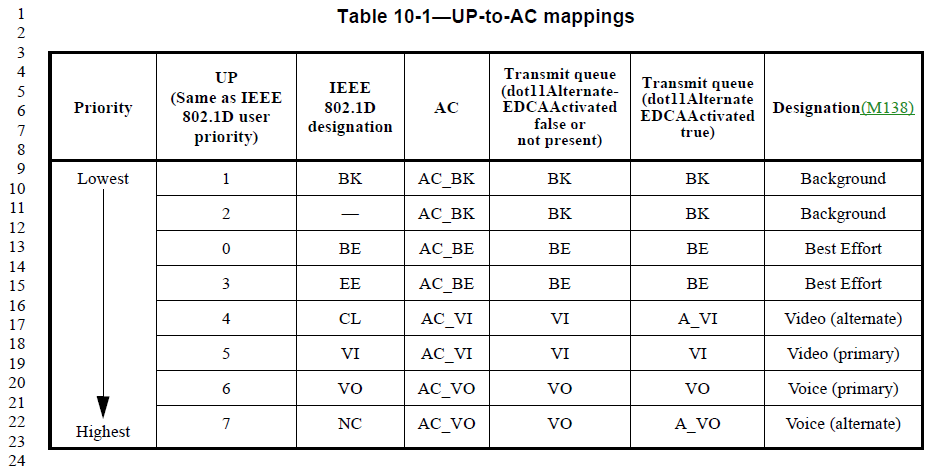 Table 10-1—UP-to-AC mappings
1
2
3
4
5
6
7
8
9
10
11
12
13
14
15
16
17
18
19
20
21
22
23
24
Priority
UP
(Same as IEEE
802.1D user
priority)
IEEE
802.1D
designation
AC
Transmit queue
(dot11Alternate-
EDCAActivated
false or
not present)
Transmit queue
(dot11Alternate
EDCAActivated
true)
Designation(M138)
Lowest
1 BK AC_BK BK BK Background
2 — AC_BK BK BK Background
0 BE AC_BE BE BE Best Effort
3 EE AC_BE BE BE Best Effort
4 CL AC_VI VI A_VI Video (alternate)
5 VI AC_VI VI VI Video (primary)
6 VO AC_VO VO VO Voice (primary)
7 NC AC_VO VO A_VO Voice (alternate)
Highest